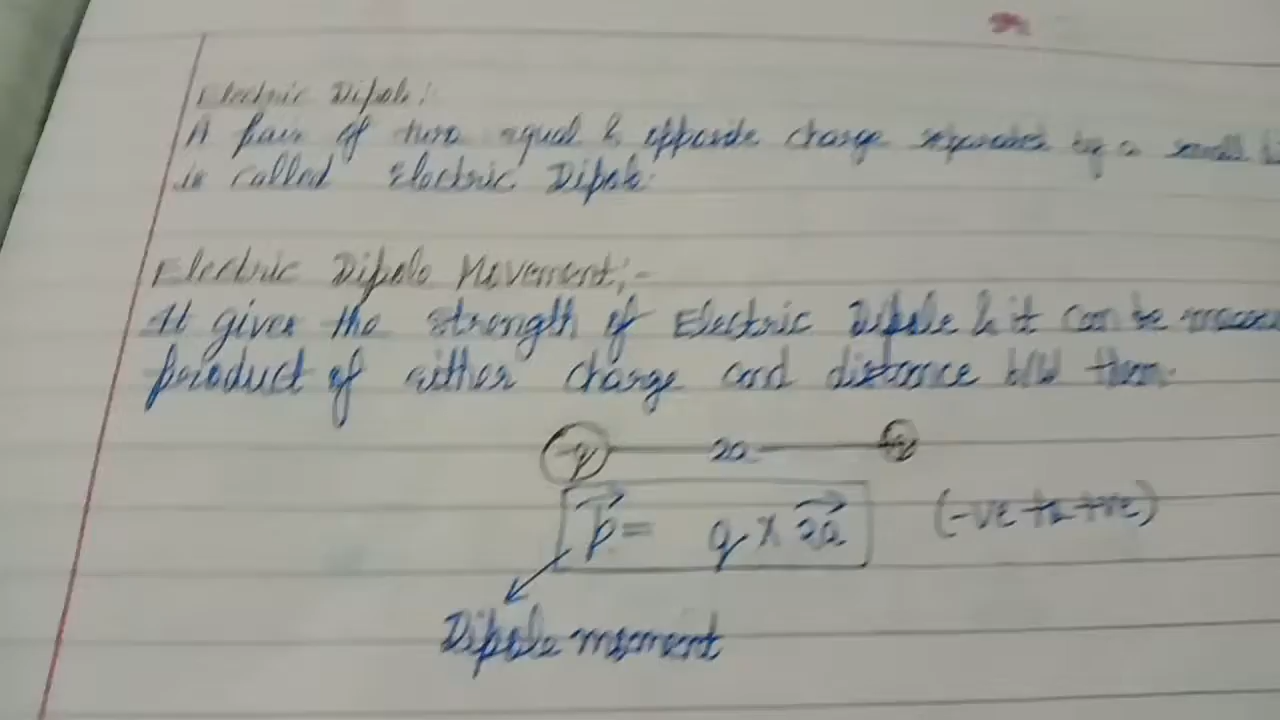 Electric Dipole:
A pair of two equal & opposite charge seperated by a small
is called Electric Dipole.
Electric Dipole Movement:-
It gives the strength of Electric Dipole & it can be
product of either charge and distance b/w them.
-q 2a +q
p = q x 2a (-ve to +ve)
Dipole moment